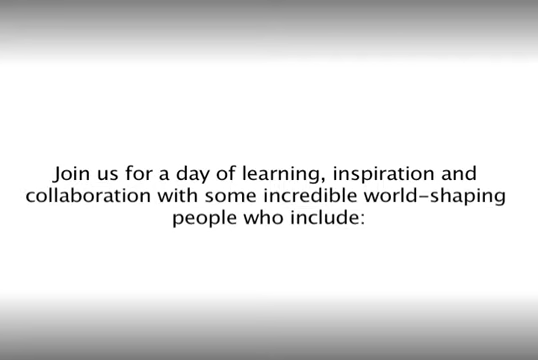 Join us for a day of learning, inspiration and
collaboration with some incredible world-shaping
people who include: